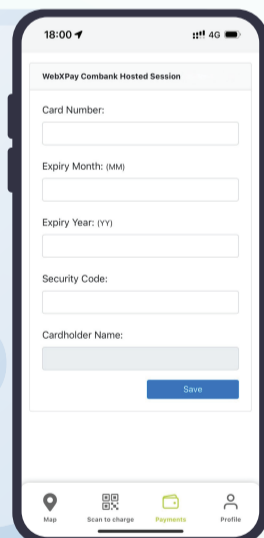 18:00 4G
WebXPay Combank Hosted Session
Card Number:
Expiry Month: (MM)
Expiry Year: (YY)
Security Code:
Cardholder Name:
Save
Map Scan to charge Payments Profile